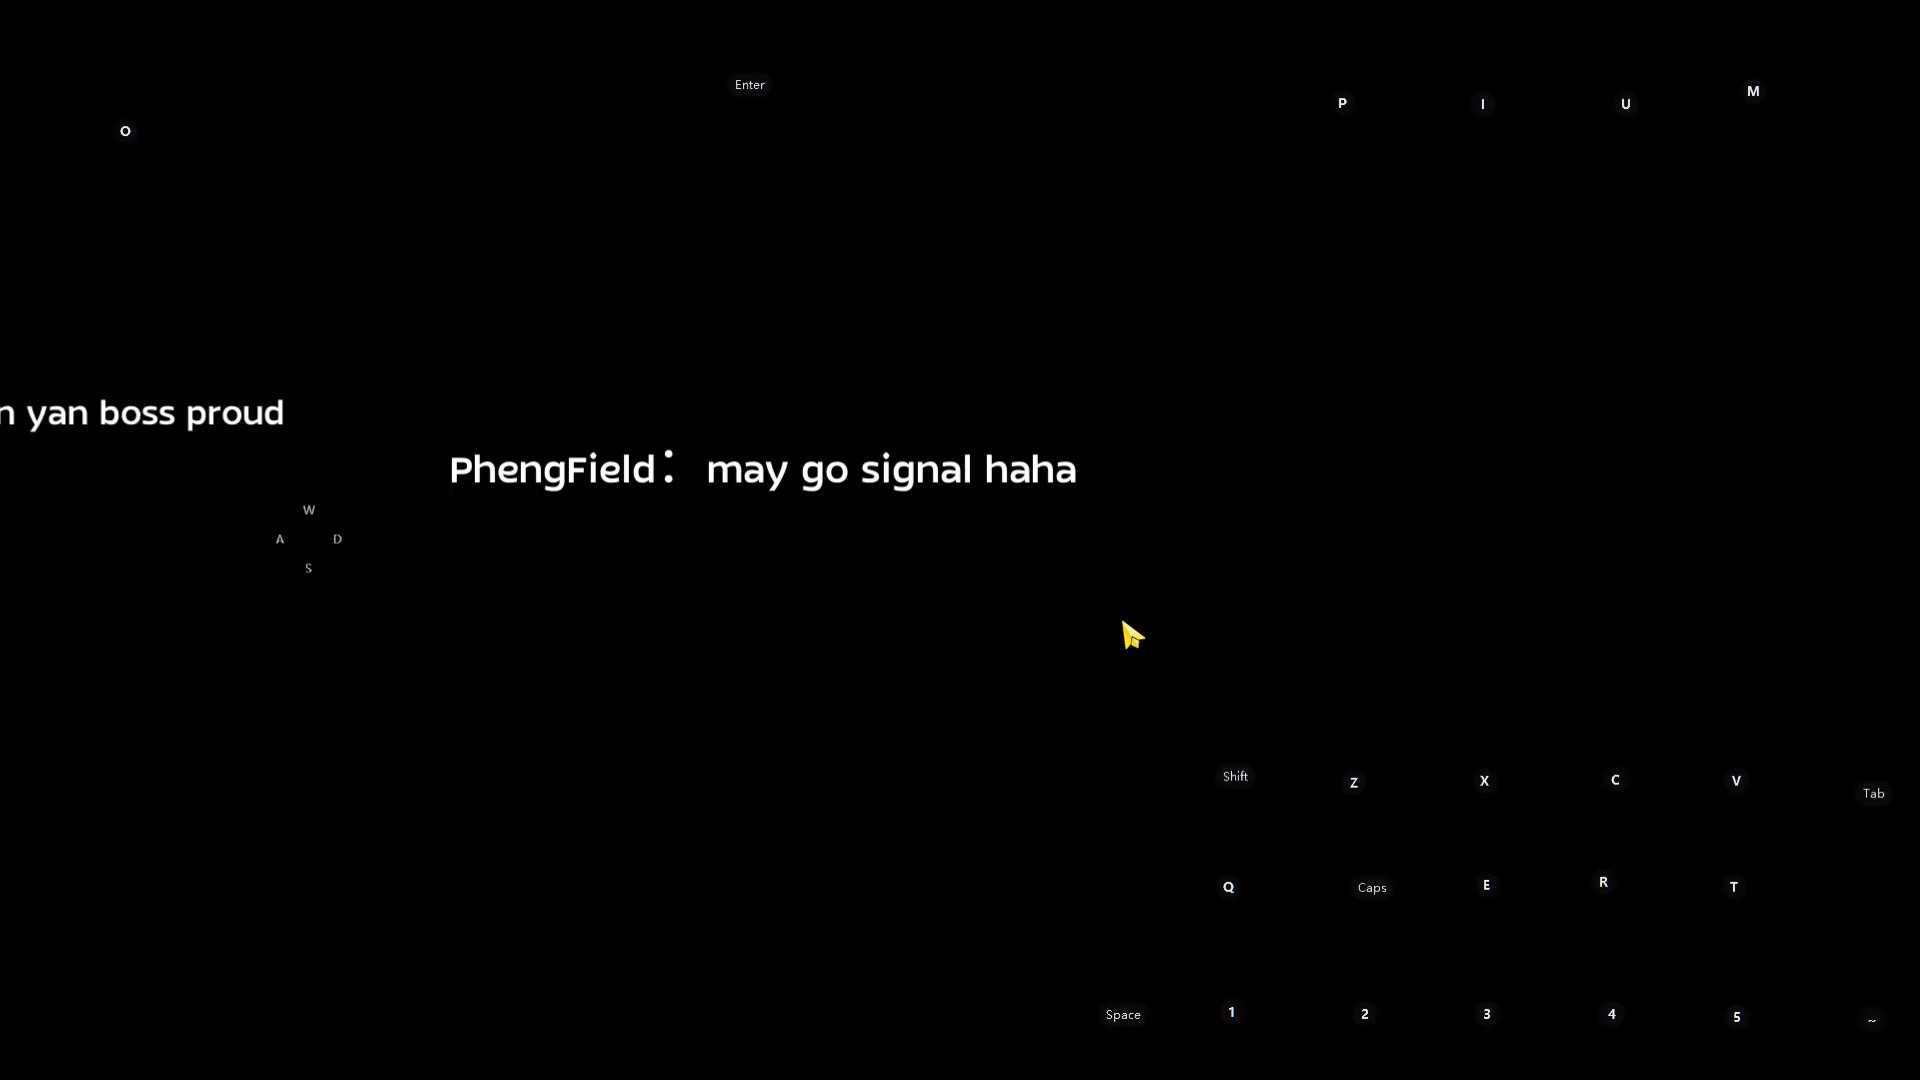 Enter
P I U M
O
n yan boss proud
PhengField： may go signal haha
W
A D
S
Shift Z X C V Tab
Q Caps E R T
Space 1 2 3 4 5 ~